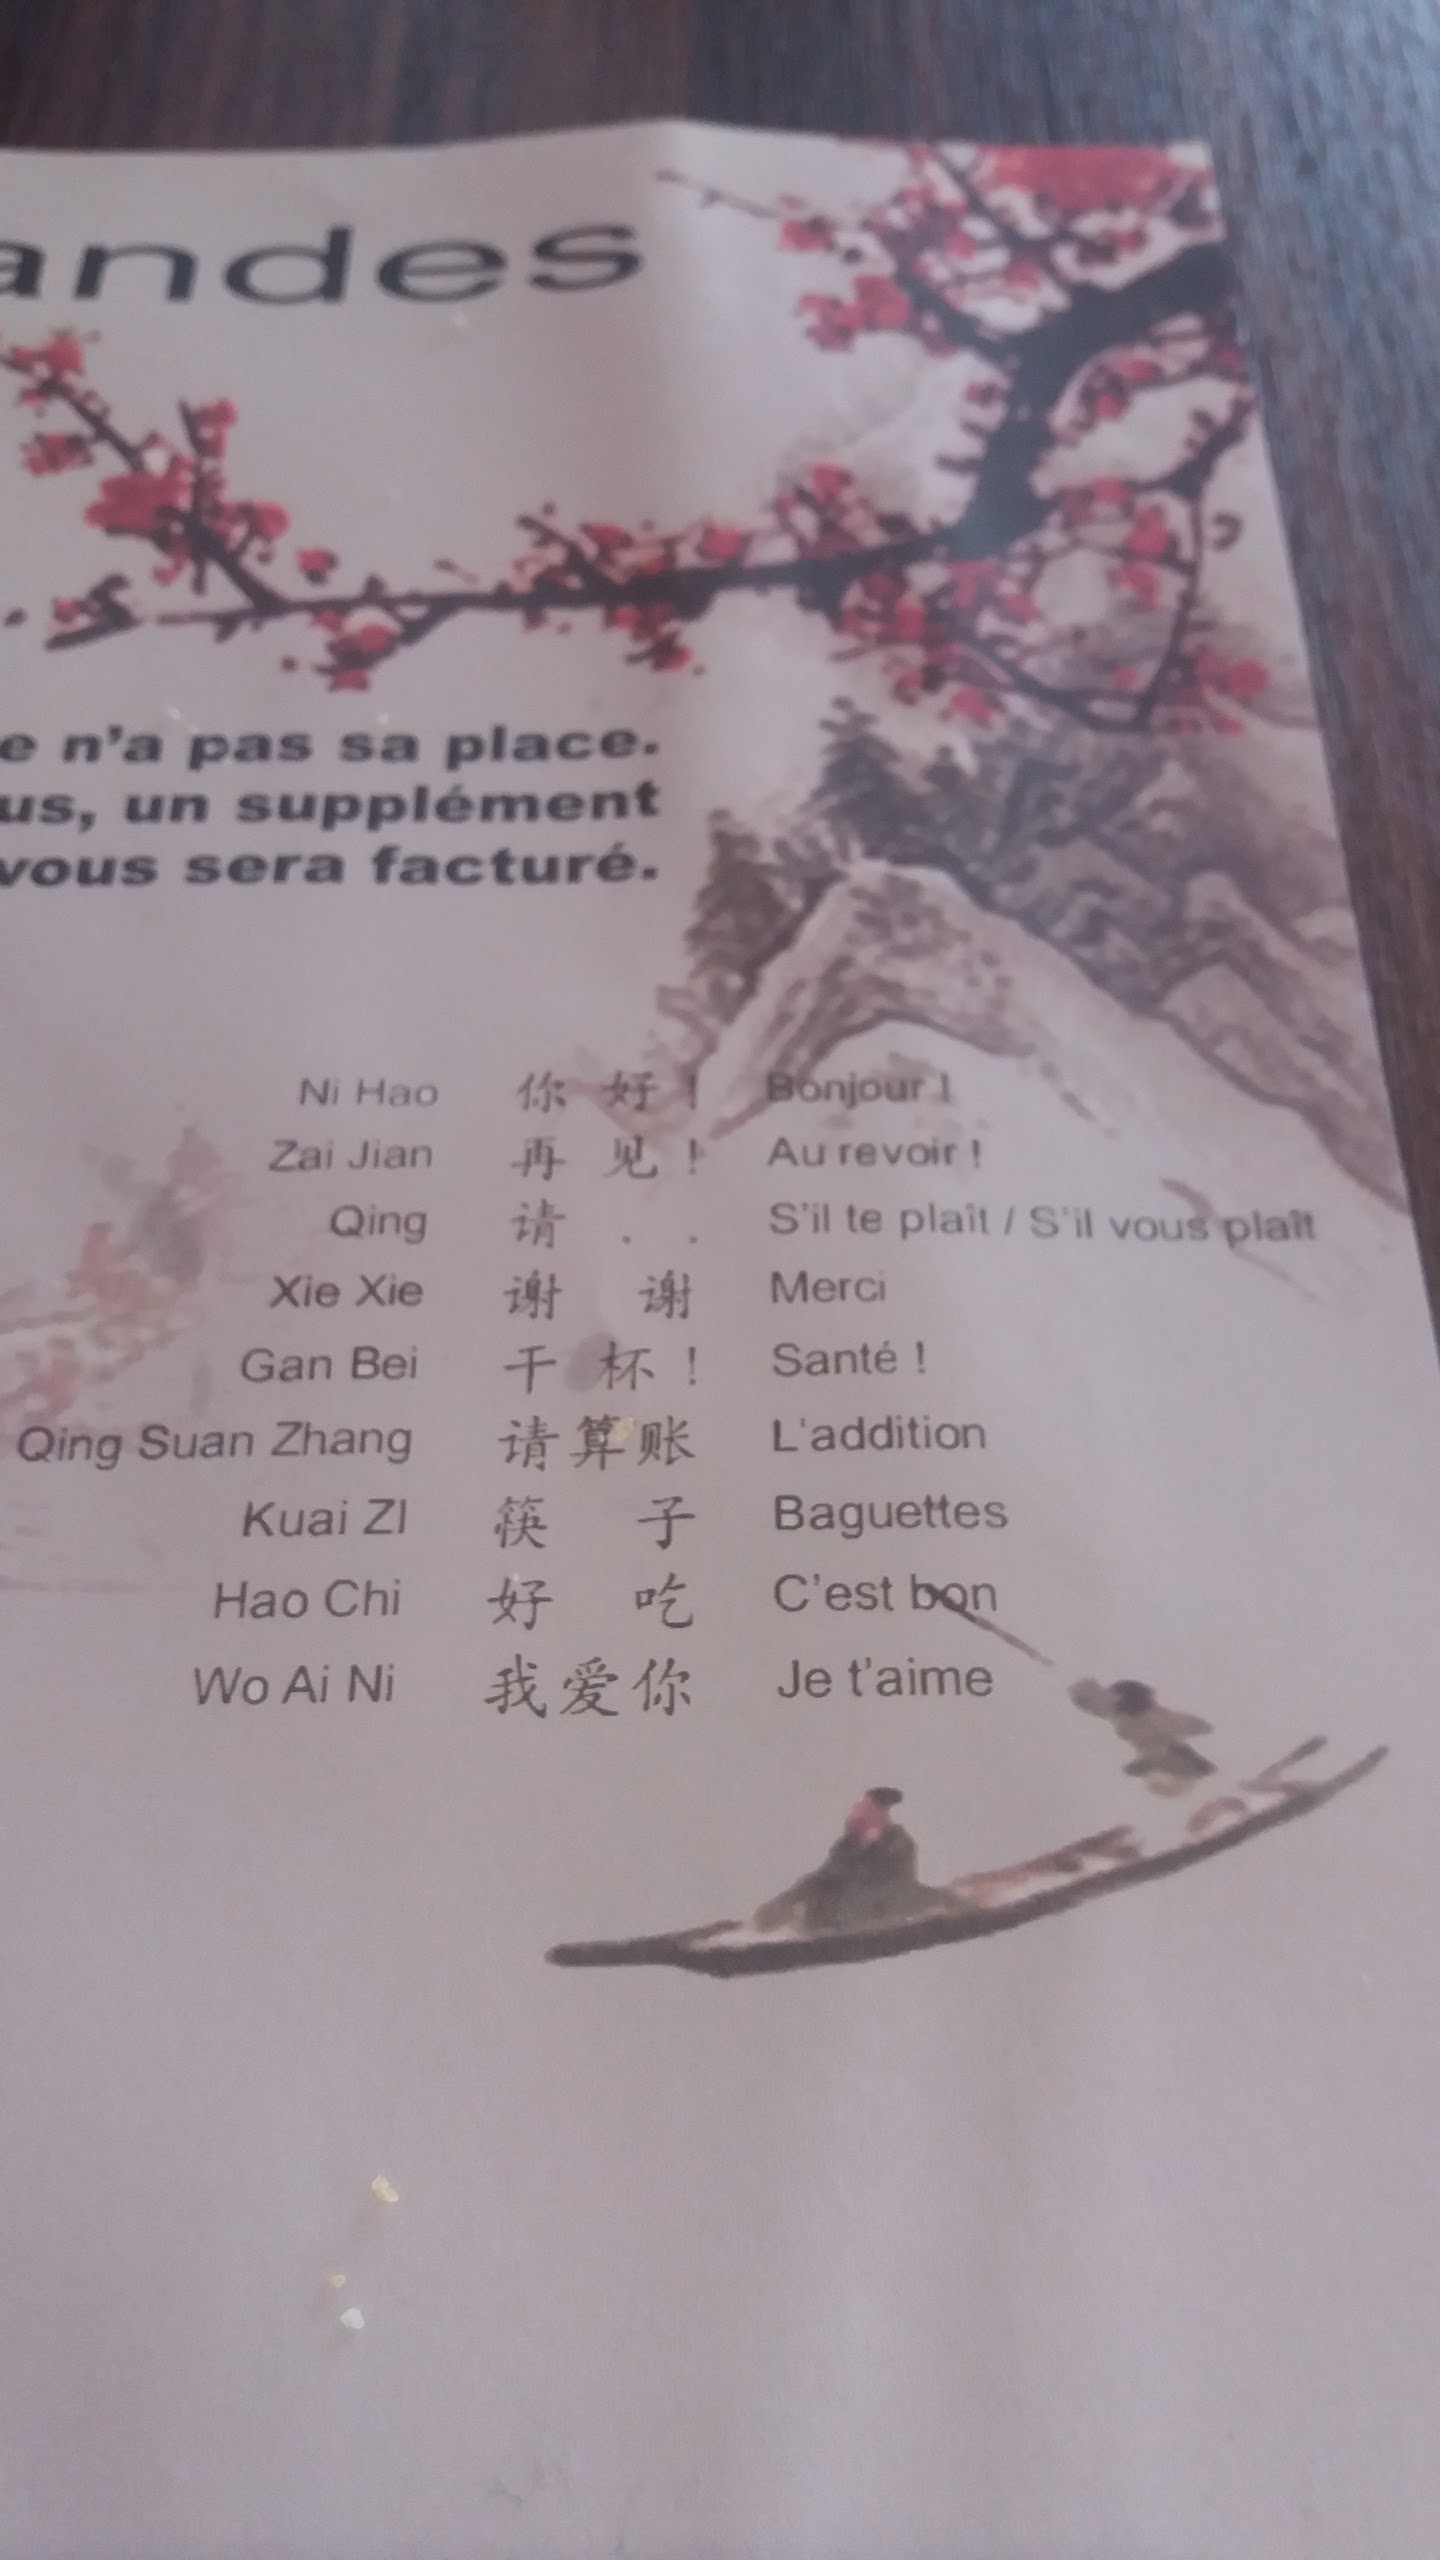 andes
e n'a pas sa place.
us, un supplément
vous sera facturé.
Ni Hao 你 好 ! Bonjour !
Zai Jian 再 见 ! Au revoir !
Qing 请 . . S'il te plaît / S'il vous plaît
Xie Xie 谢 谢 Merci
Gan Bei 干 杯 ! Santé !
Qing Suan Zhang 请算账 L'addition
Kuai ZI 筷 子 Baguettes
Hao Chi 好 吃 C'est bon
Wo Ai Ni 我爱你 Je t'aime